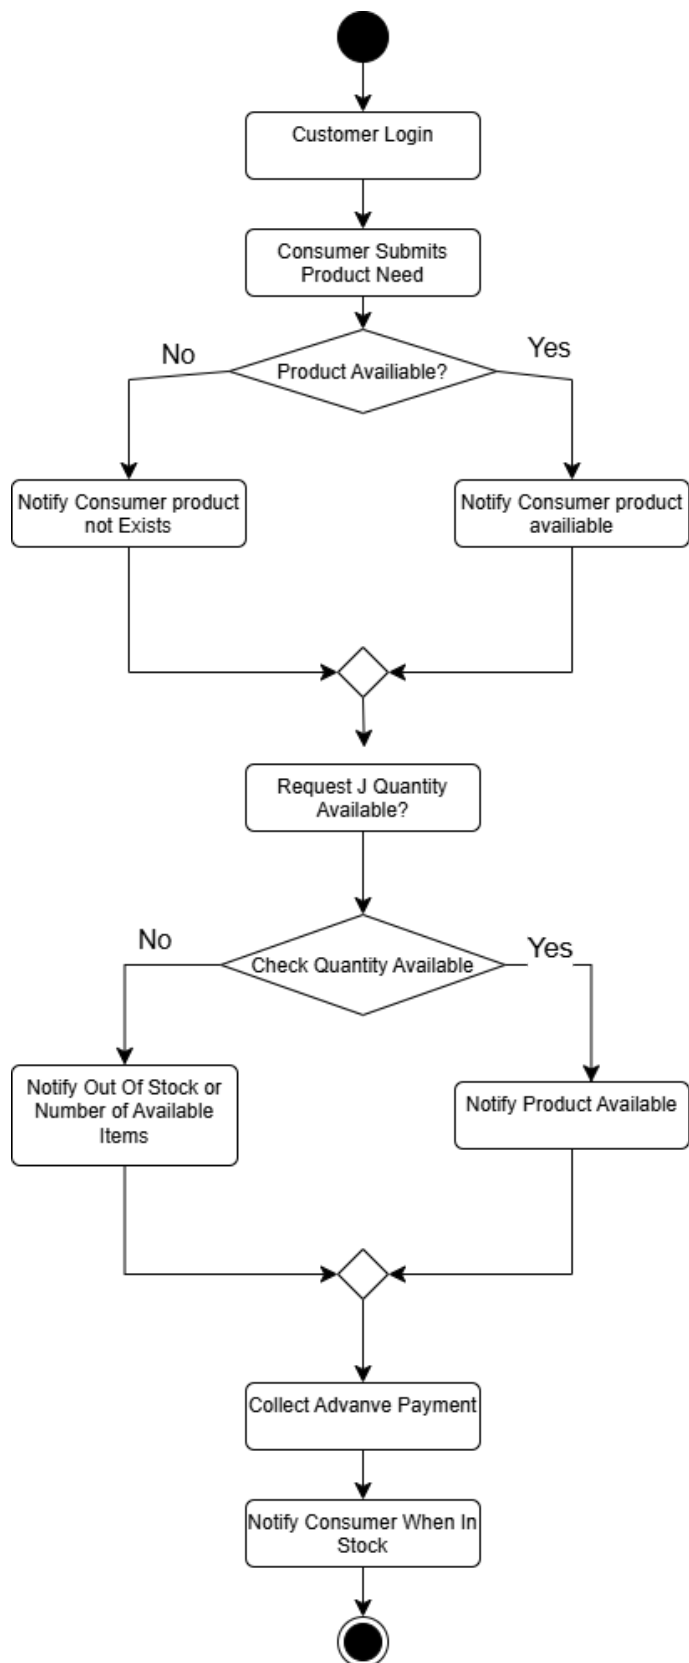 Customer Login
Consumer Submits
Product Need
No
Yes
Product Availiable?
Notify Consumer product
not Exists
Notify Consumer product
availiable
Request J Quantity
Available?
No
Yes
Check Quantity Available
Notify Out Of Stock or
Number of Available
Items
Notify Product Available
Collect Advanve Payment
Notify Consumer When In
Stock